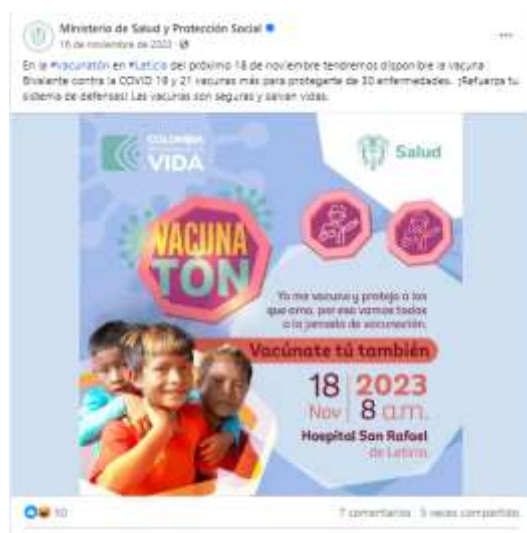 Ministerio de Salud y Protección Social
16 de noviembre de 2023
En la #vacunatón en #Leticia del próximo 18 de noviembre tendremos disponible la vacuna
Bivalente contra la COVID 19 y 21 vacunas más para protegerte de 30 enfermedades. ¡Refuerza tu
sistema de defensas! Las vacunas son seguras y salvan vidas.
COLOMBIA
VIDA
Salud
VACUNA
TÓN
Yo me vacuno y protejo a los
que amo, por eso vamos todos
a la jornada de vacunación.
Vacúnate tú también
18 2023
Nov 8 a.m.
Hospital San Rafael
de Leticia
50
7 comentarios 5 veces compartido